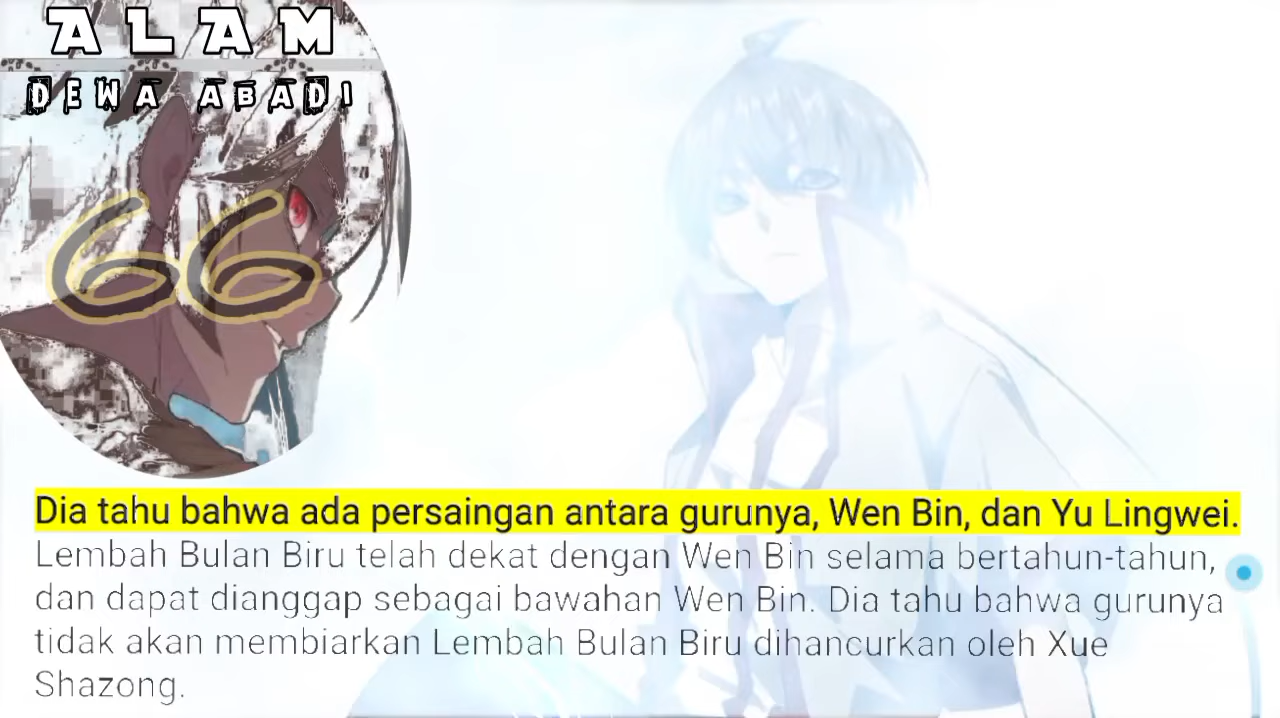 ALAM
DEWA ABADI
66
Dia tahu bahwa ada persaingan antara gurunya, Wen Bin, dan Yu Lingwei.
Lembah Bulan Biru telah dekat dengan Wen Bin selama bertahun-tahun,
dan dapat dianggap sebagai bawahan Wen Bin. Dia tahu bahwa gurunya
tidak akan membiarkan Lembah Bulan Biru dihancurkan oleh Xue
Shazong.